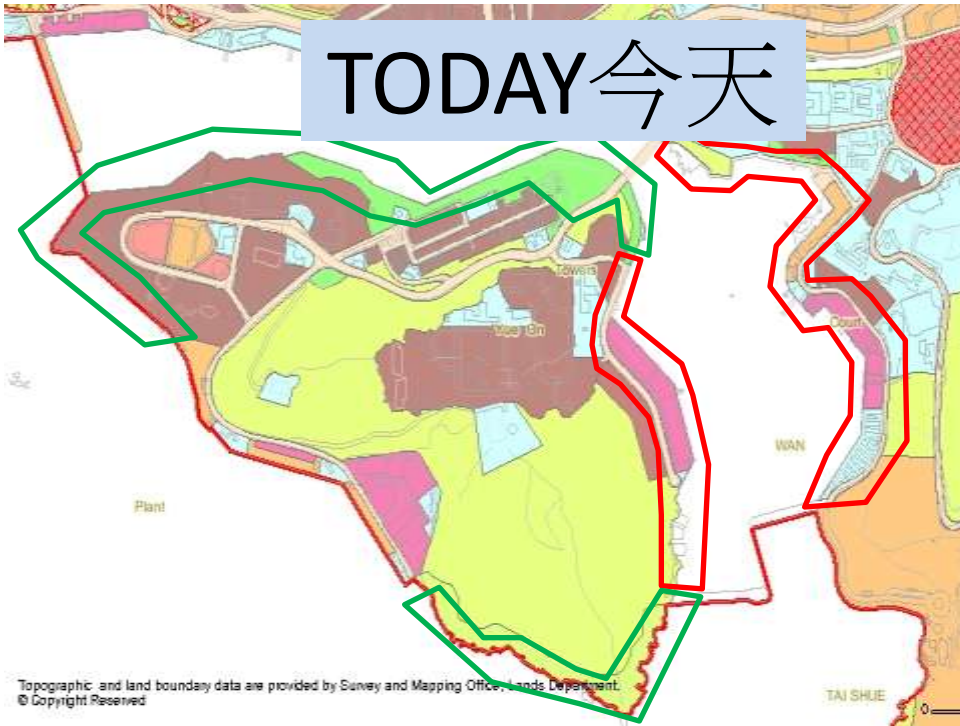 TODAY今天
Towers
Court
WAN
Plant
Topographic and land boundary data are provided by Survey and Mapping Office, Lands Department.
© Copyright Reserved
TAI SHUE
0